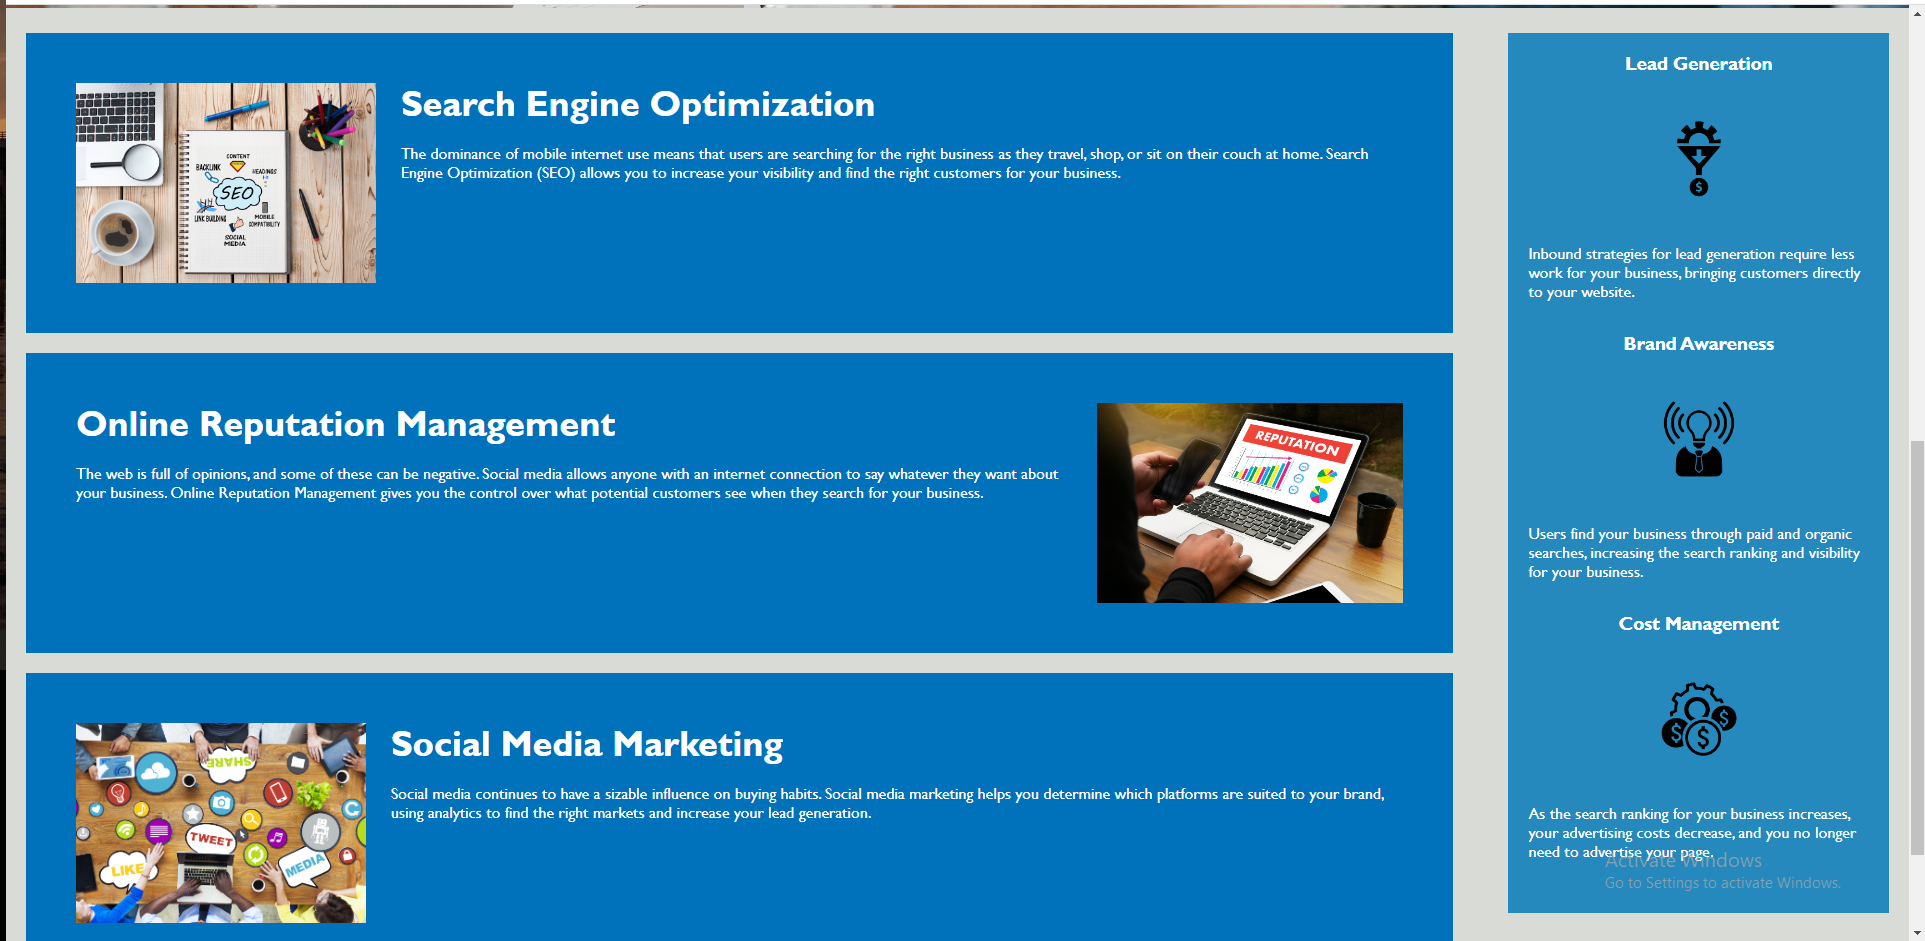 Search Engine Optimization
The dominance of mobile internet use means that users are searching for the right business as they travel, shop, or sit on their couch at home. Search
Engine Optimization (SEO) allows you to increase your visibility and find the right customers for your business.
CONTENT
BACKLINK
HEADINGS
SEO
LINK BUILDING
MOBILE
COMPATIBILITY
SOCIAL
MEDIA
Online Reputation Management
The web is full of opinions, and some of these can be negative. Social media allows anyone with an internet connection to say whatever they want about
your business. Online Reputation Management gives you the control over what potential customers see when they search for your business.
REPUTATION
Social Media Marketing
Social media continues to have a sizable influence on buying habits. Social media marketing helps you determine which platforms are suited to your brand,
using analytics to find the right markets and increase your lead generation.
SHARE
TWEET
LIKE
MEDIA
Lead Generation
$
Inbound strategies for lead generation require less
work for your business, bringing customers directly
to your website.
Brand Awareness
Users find your business through paid and organic
searches, increasing the search ranking and visibility
for your business.
Cost Management
$
$
$
As the search ranking for your business increases,
your advertising costs decrease, and you no longer
need to advertise your page.
Activate Windows
Go to Settings to activate Windows.